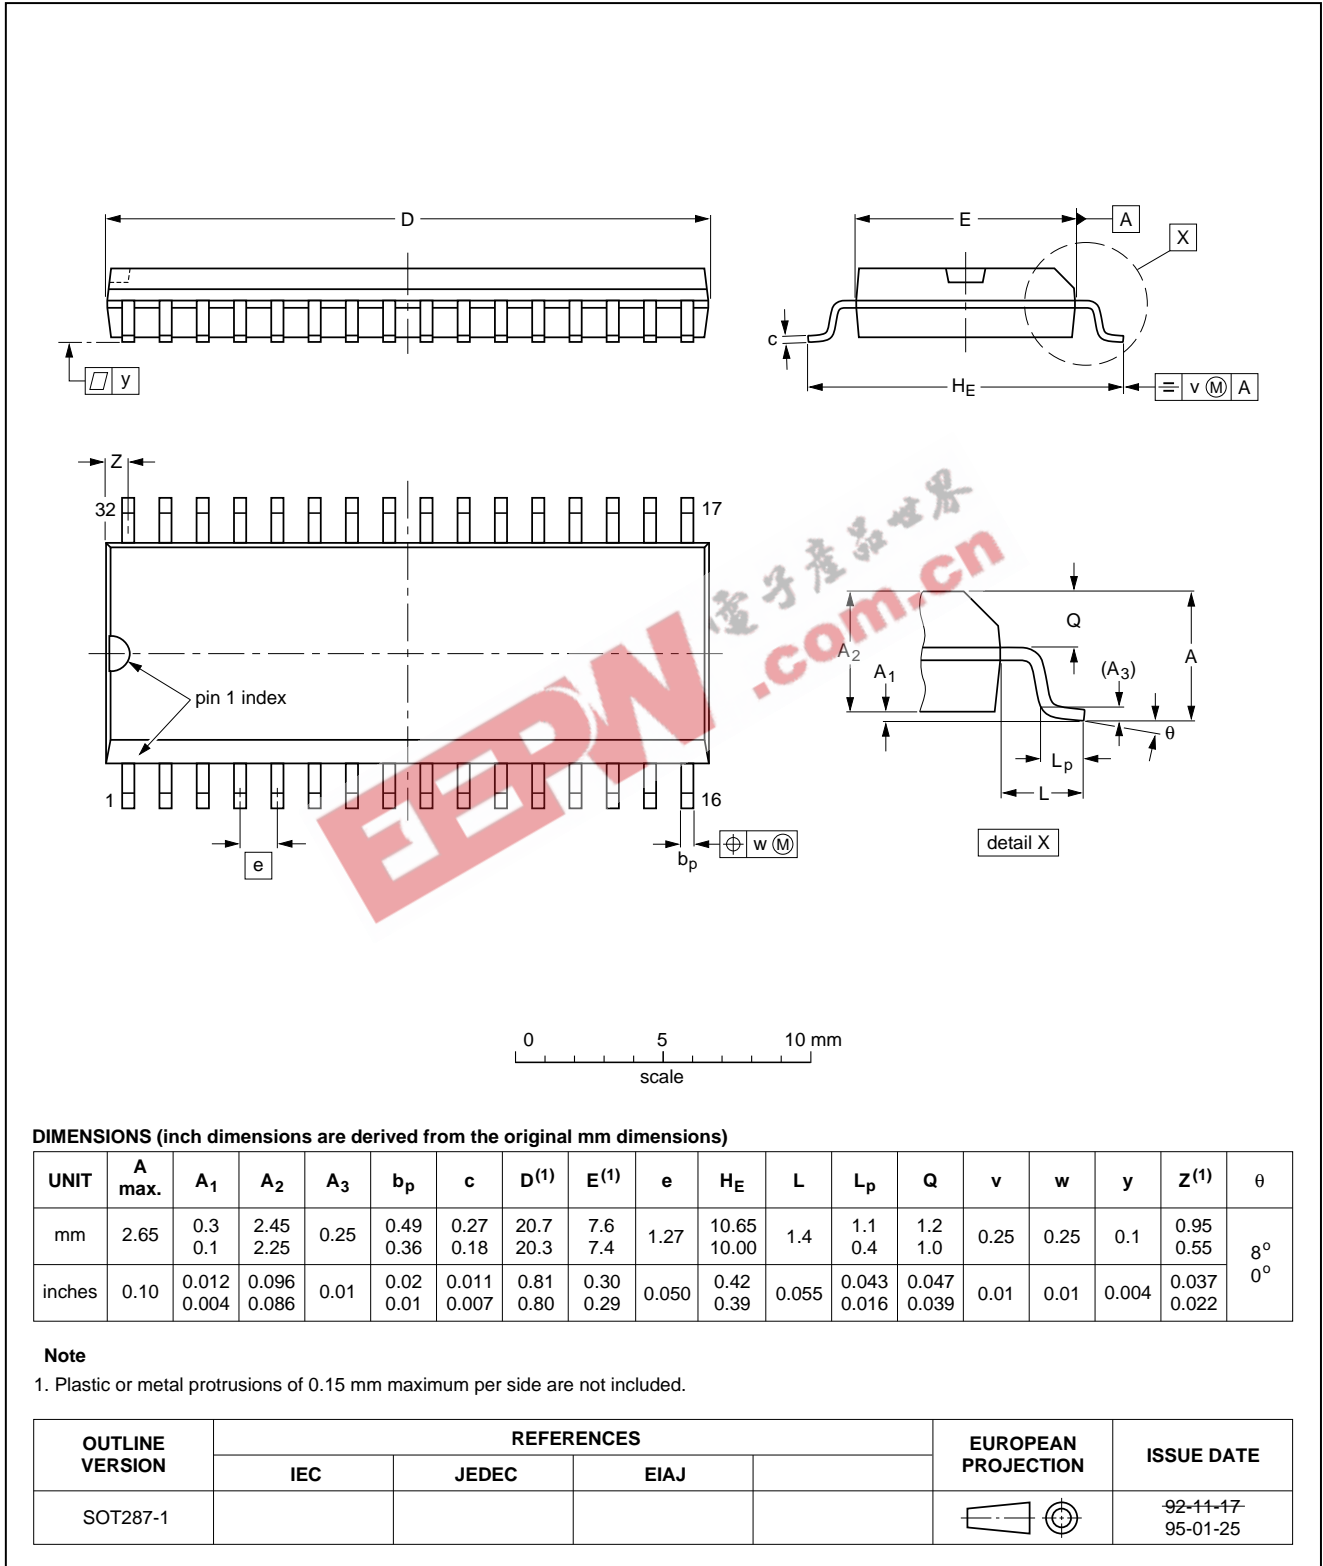 D
E
A
X
y
c
HE
v M A
Z
32
17
pin 1 index
1
16
e
bp
w M
A2
A1
Q
(A3)
A
θ
Lp
L
detail X
電子產品世界
EEPW.com.cn
0 5 10 mm
scale
DIMENSIONS (inch dimensions are derived from the original mm dimensions)
UNIT A max. A1 A2 A3 bp c D(1) E(1) e HE L Lp Q v w y Z(1) θ
mm 2.65 0.3 0.1 2.45 2.25 0.25 0.49 0.36 0.27 0.18 20.7 20.3 7.6 7.4 1.27 10.65 10.00 1.4 1.1 0.4 1.2 1.0 0.25 0.25 0.1 0.95 0.55 8° 0°
inches 0.10 0.012 0.004 0.096 0.086 0.01 0.02 0.01 0.011 0.007 0.81 0.80 0.30 0.29 0.050 0.42 0.39 0.055 0.043 0.016 0.047 0.039 0.01 0.01 0.004 0.037 0.022
Note
1. Plastic or metal protrusions of 0.15 mm maximum per side are not included.
OUTLINE VERSION REFERENCES EUROPEAN PROJECTION ISSUE DATE
IEC JEDEC EIAJ
SOT287-1 92-11-17
95-01-25